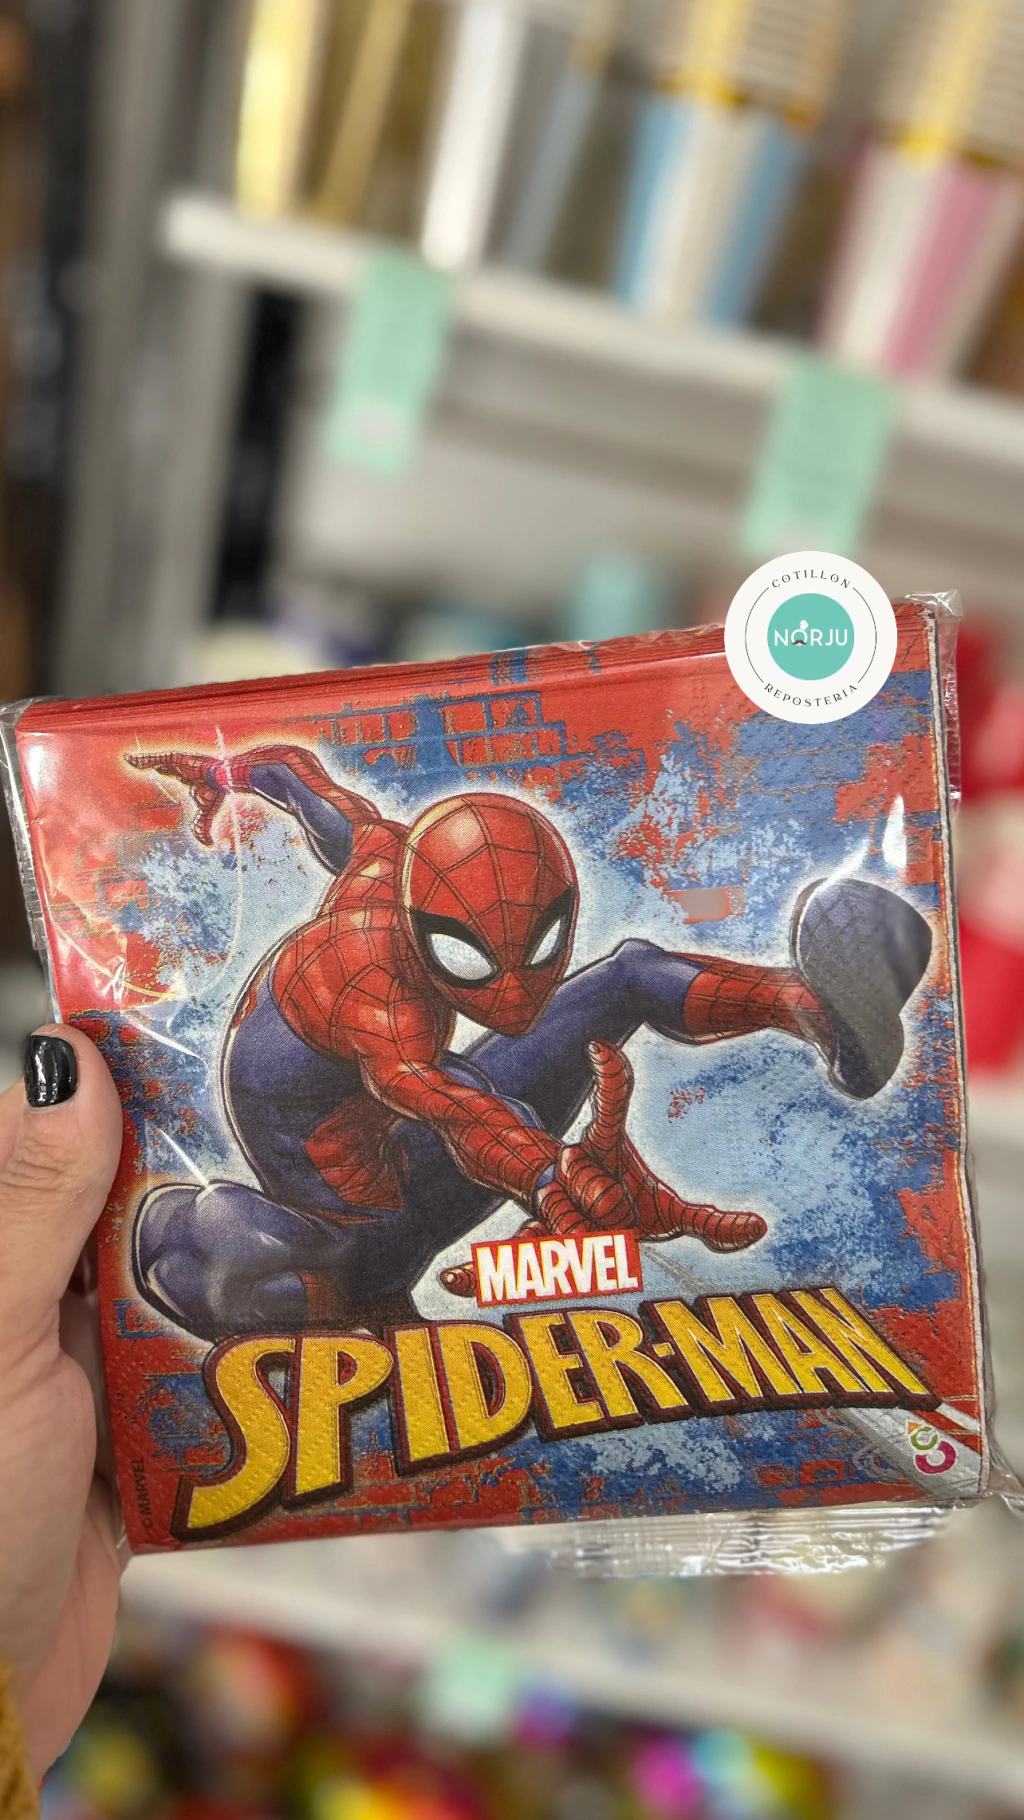 COTILLON
NORJU
REPOSTERIA
MARVEL
SPIDER-MAN
© MARVEL